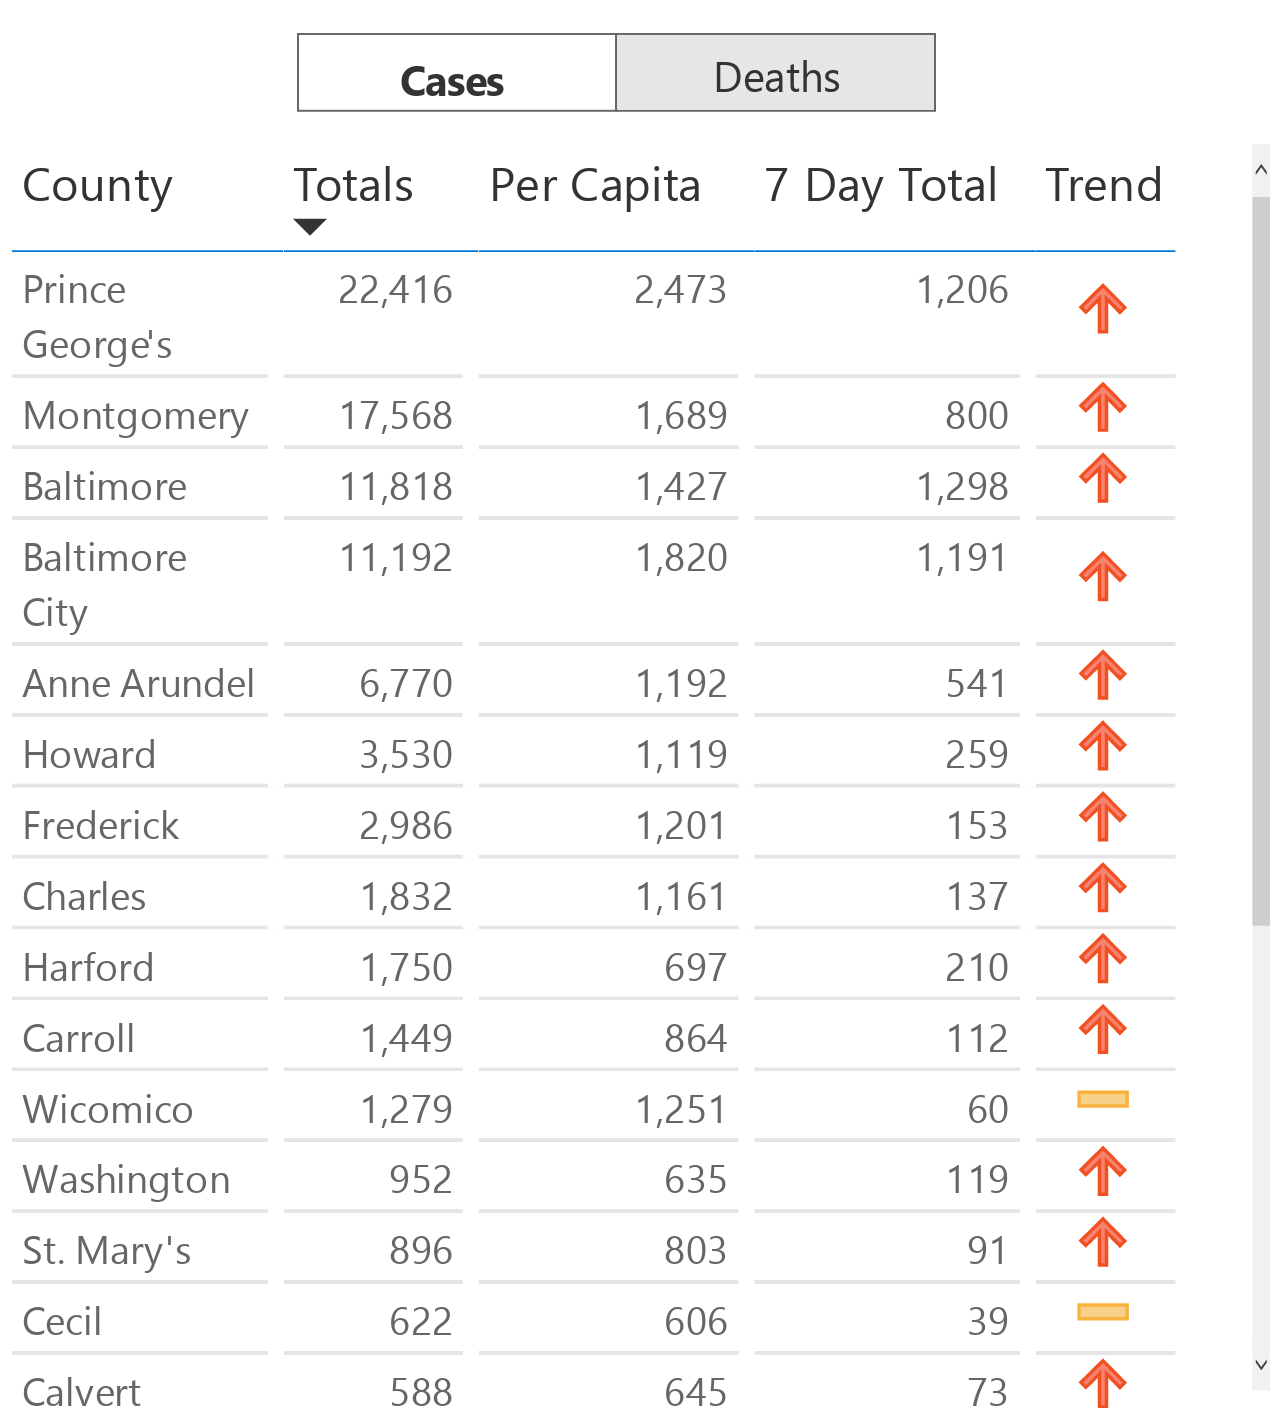 Cases Deaths
County Totals Per Capita 7 Day Total Trend
Prince 22,416 2,473 1,206
George's
Montgomery 17,568 1,689 800
Baltimore 11,818 1,427 1,298
Baltimore 11,192 1,820 1,191
City
Anne Arundel 6,770 1,192 541
Howard 3,530 1,119 259
Frederick 2,986 1,201 153
Charles 1,832 1,161 137
Harford 1,750 697 210
Carroll 1,449 864 112
Wicomico 1,279 1,251 60
Washington 952 635 119
St. Mary's 896 803 91
Cecil 622 606 39
Calvert 588 645 73